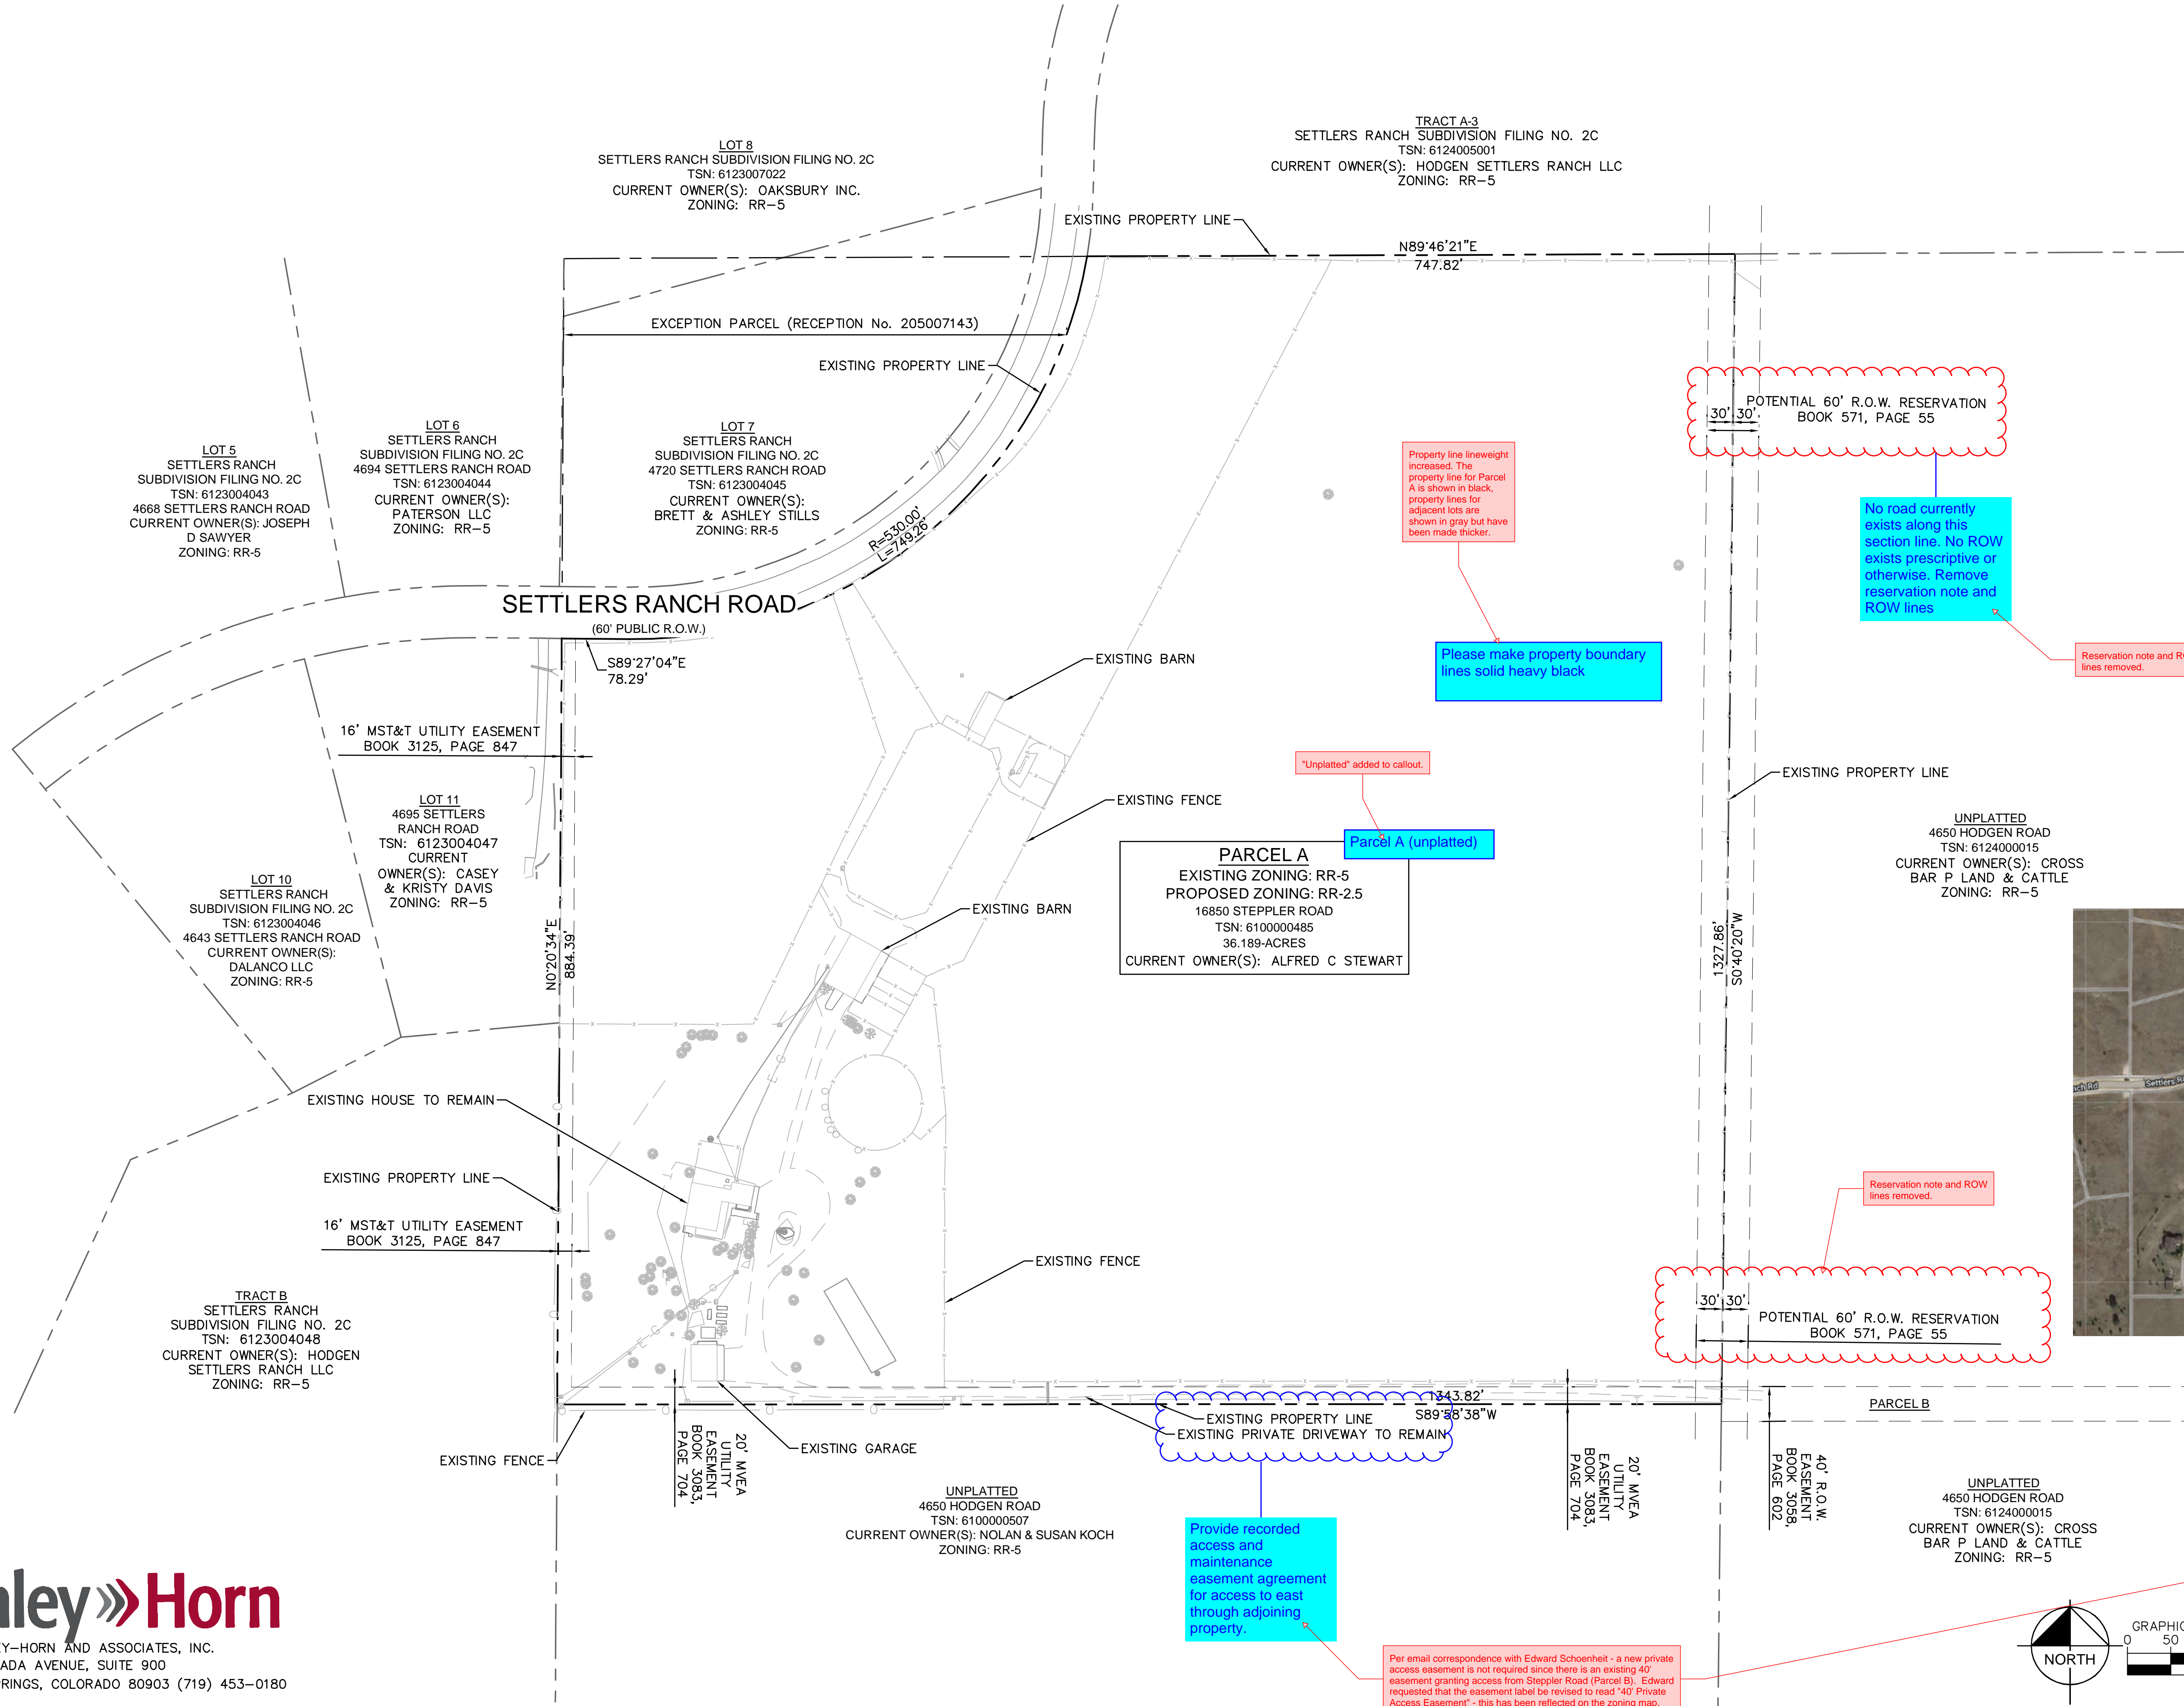 LOT 8
SETTLERS RANCH SUBDIVISION FILING NO. 2C
TSN: 6123007022
CURRENT OWNER(S): OAKSBURY INC.
ZONING: RR-5
TRACT A-3
SETTLERS RANCH SUBDIVISION FILING NO. 2C
TSN: 6124005001
CURRENT OWNER(S): HODGEN SETTLERS RANCH LLC
ZONING: RR-5
EXISTING PROPERTY LINE
N89°46'21"E
747.82'
EXCEPTION PARCEL (RECEPTION No. 205007143)
EXISTING PROPERTY LINE
POTENTIAL 60' R.O.W. RESERVATION
BOOK 571, PAGE 55
30' 30'
LOT 5
SETTLERS RANCH
SUBDIVISION FILING NO. 2C
TSN: 6123004043
4668 SETTLERS RANCH ROAD
CURRENT OWNER(S): JOSEPH
D SAWYER
ZONING: RR-5
LOT 6
SETTLERS RANCH
SUBDIVISION FILING NO. 2C
4694 SETTLERS RANCH ROAD
TSN: 6123004044
CURRENT OWNER(S):
PATERSON LLC
ZONING: RR-5
LOT 7
SETTLERS RANCH
SUBDIVISION FILING NO. 2C
4720 SETTLERS RANCH ROAD
TSN: 6123004045
CURRENT OWNER(S):
BRETT & ASHLEY STILLS
ZONING: RR-5
R=530.00'
L=749.26'
Property line lineweight
increased. The
property line for Parcel
A is shown in black,
property lines for
adjacent lots are
shown in gray but have
been made thicker.
No road currently
exists along this
section line. No ROW
exists prescriptive or
otherwise. Remove
reservation note and
ROW lines
Please make property boundary
lines solid heavy black
Reservation note and RO
lines removed.
SETTLERS RANCH ROAD
(60' PUBLIC R.O.W.)
S89°27'04"E
78.29'
EXISTING BARN
16' MST&T UTILITY EASEMENT
BOOK 3125, PAGE 847
"Unplatted" added to callout.
EXISTING PROPERTY LINE
EXISTING FENCE
LOT 11
4695 SETTLERS
RANCH ROAD
TSN: 6123004047
CURRENT
OWNER(S): CASEY
& KRISTY DAVIS
ZONING: RR-5
Parcel A (unplatted)
PARCEL A
EXISTING ZONING: RR-5
PROPOSED ZONING: RR-2.5
16850 STEPPLER ROAD
TSN: 6100000485
36.189-ACRES
CURRENT OWNER(S): ALFRED C STEWART
UNPLATTED
4650 HODGEN ROAD
TSN: 6124000015
CURRENT OWNER(S): CROSS
BAR P LAND & CATTLE
ZONING: RR-5
LOT 10
SETTLERS RANCH
SUBDIVISION FILING NO. 2C
TSN: 6123004046
4643 SETTLERS RANCH ROAD
CURRENT OWNER(S):
DALANCO LLC
ZONING: RR-5
EXISTING BARN
N0°20'34"E
884.39'
1327.86'
S0°40'20"W
nch Rd
Settlers R
EXISTING HOUSE TO REMAIN
EXISTING PROPERTY LINE
16' MST&T UTILITY EASEMENT
BOOK 3125, PAGE 847
Reservation note and ROW
lines removed.
EXISTING FENCE
30' 30'
POTENTIAL 60' R.O.W. RESERVATION
BOOK 571, PAGE 55
TRACT B
SETTLERS RANCH
SUBDIVISION FILING NO. 2C
TSN: 6123004048
CURRENT OWNER(S): HODGEN
SETTLERS RANCH LLC
ZONING: RR-5
1343.82'
S89°58'38"W
EXISTING PROPERTY LINE
EXISTING PRIVATE DRIVEWAY TO REMAIN
PARCEL B
EXISTING FENCE
20' MVEA
UTILITY
EASEMENT
BOOK 3083,
PAGE 704
EXISTING GARAGE
20' MVEA
UTILITY
EASEMENT
BOOK 3083,
PAGE 704
40' R.O.W.
EASEMENT
BOOK 3058,
PAGE 602
UNPLATTED
4650 HODGEN ROAD
TSN: 6100000507
CURRENT OWNER(S): NOLAN & SUSAN KOCH
ZONING: RR-5
UNPLATTED
4650 HODGEN ROAD
TSN: 6124000015
CURRENT OWNER(S): CROSS
BAR P LAND & CATTLE
ZONING: RR-5
Provide recorded
access and
maintenance
easement agreement
for access to east
through adjoining
property.
Per email correspondence with Edward Schoenheit - a new private
access easement is not required since there is an existing 40'
easement granting access from Steppler Road (Parcel B). Edward
requested that the easement label be revised to read "40' Private
Access Easement" - this has been reflected on the zoning map.
nley»Horn
EY-HORN AND ASSOCIATES, INC.
ADA AVENUE, SUITE 900
PRINGS, COLORADO 80903 (719) 453-0180
NORTH
GRAPHIC
0 50